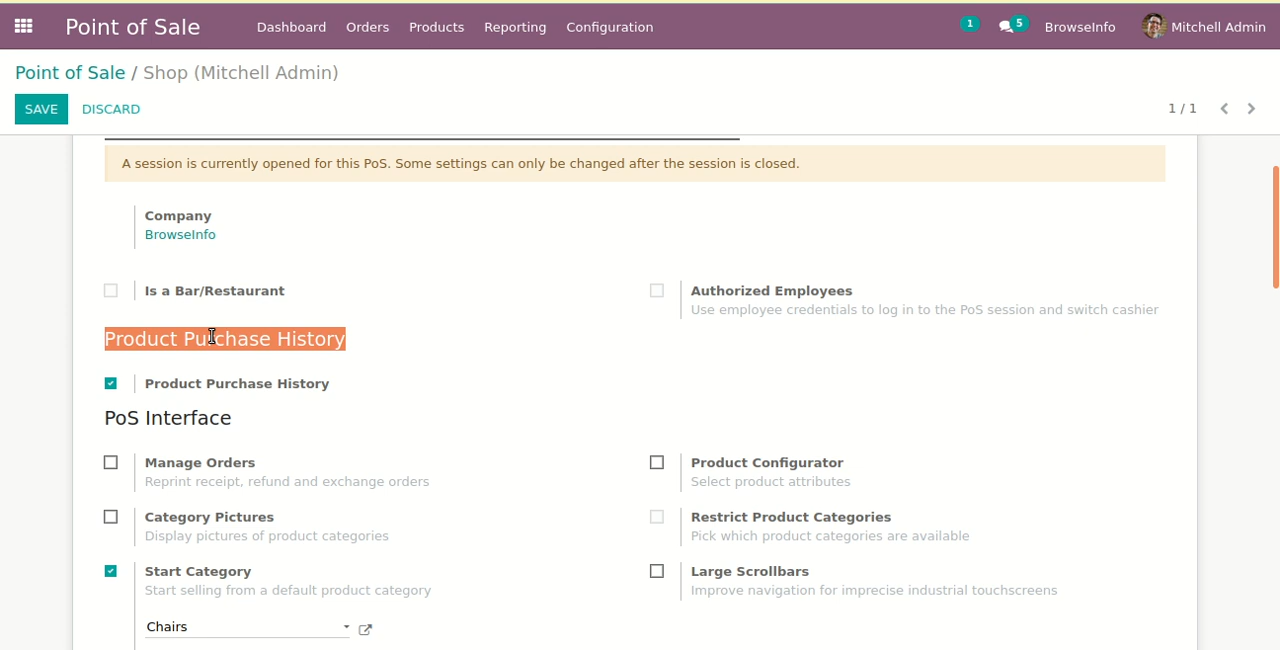 Point of Sale Dashboard Orders Products Reporting Configuration 1 5 BrowseInfo Mitchell Admin
Point of Sale / Shop (Mitchell Admin)
SAVE DISCARD 1 / 1
A session is currently opened for this PoS. Some settings can only be changed after the session is closed.
Company
BrowseInfo
Is a Bar/Restaurant
Authorized Employees
Use employee credentials to log in to the PoS session and switch cashier
Product Purchase History
Product Purchase History
PoS Interface
Manage Orders
Reprint receipt, refund and exchange orders
Product Configurator
Select product attributes
Category Pictures
Display pictures of product categories
Restrict Product Categories
Pick which product categories are available
Start Category
Start selling from a default product category
Chairs
Large Scrollbars
Improve navigation for imprecise industrial touchscreens